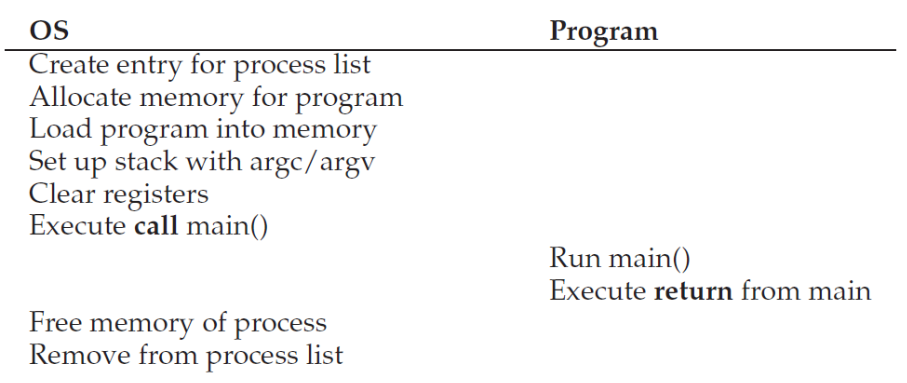 OS Program
Create entry for process list
Allocate memory for program
Load program into memory
Set up stack with argc/argv
Clear registers
Execute call main()
Run main()
Execute return from main
Free memory of process
Remove from process list